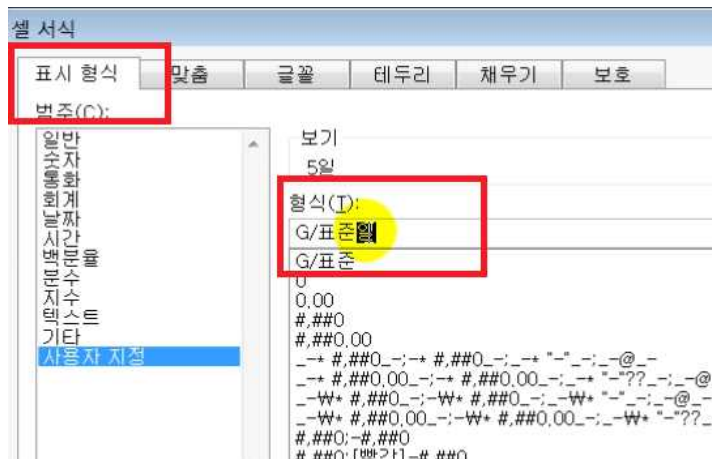 셀 서식
표시 형식 맞춤 글꼴 테두리 채우기 보호
범주(C):
일반
숫자
통화
회계
날짜
시간
백분율
분수
지수
텍스트
기타
사용자 지정
보기
5일
형식(T):
G/표준일
G/표준
0
0.00
#,##0
#,##0.00
_-* #,##0_-;-* #,##0_-;_-* "-"_-;_-@_-
_-* #,##0.00_-;-* #,##0.00_-;_-* "-"??_-;_-@
_-₩* #,##0_-;-₩* #,##0_-;_-₩* "-"_-;_-@_-
_-₩* #,##0.00_-;-₩* #,##0.00_-;_-₩* "-"??_
#,##0;-#,##0
#,##0;[빨강]-#,##0